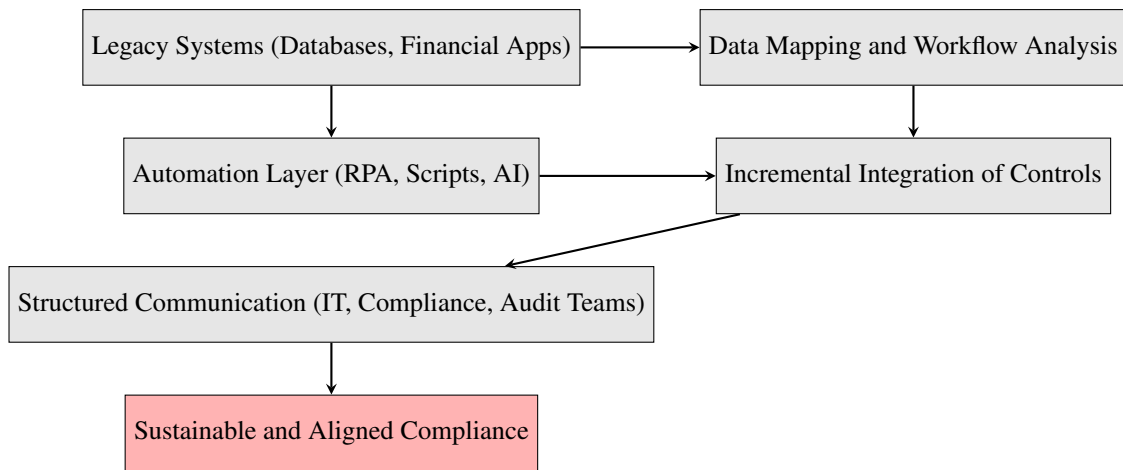 Legacy Systems (Databases, Financial Apps)
Data Mapping and Workflow Analysis
Automation Layer (RPA, Scripts, AI)
Incremental Integration of Controls
Structured Communication (IT, Compliance, Audit Teams)
Sustainable and Aligned Compliance